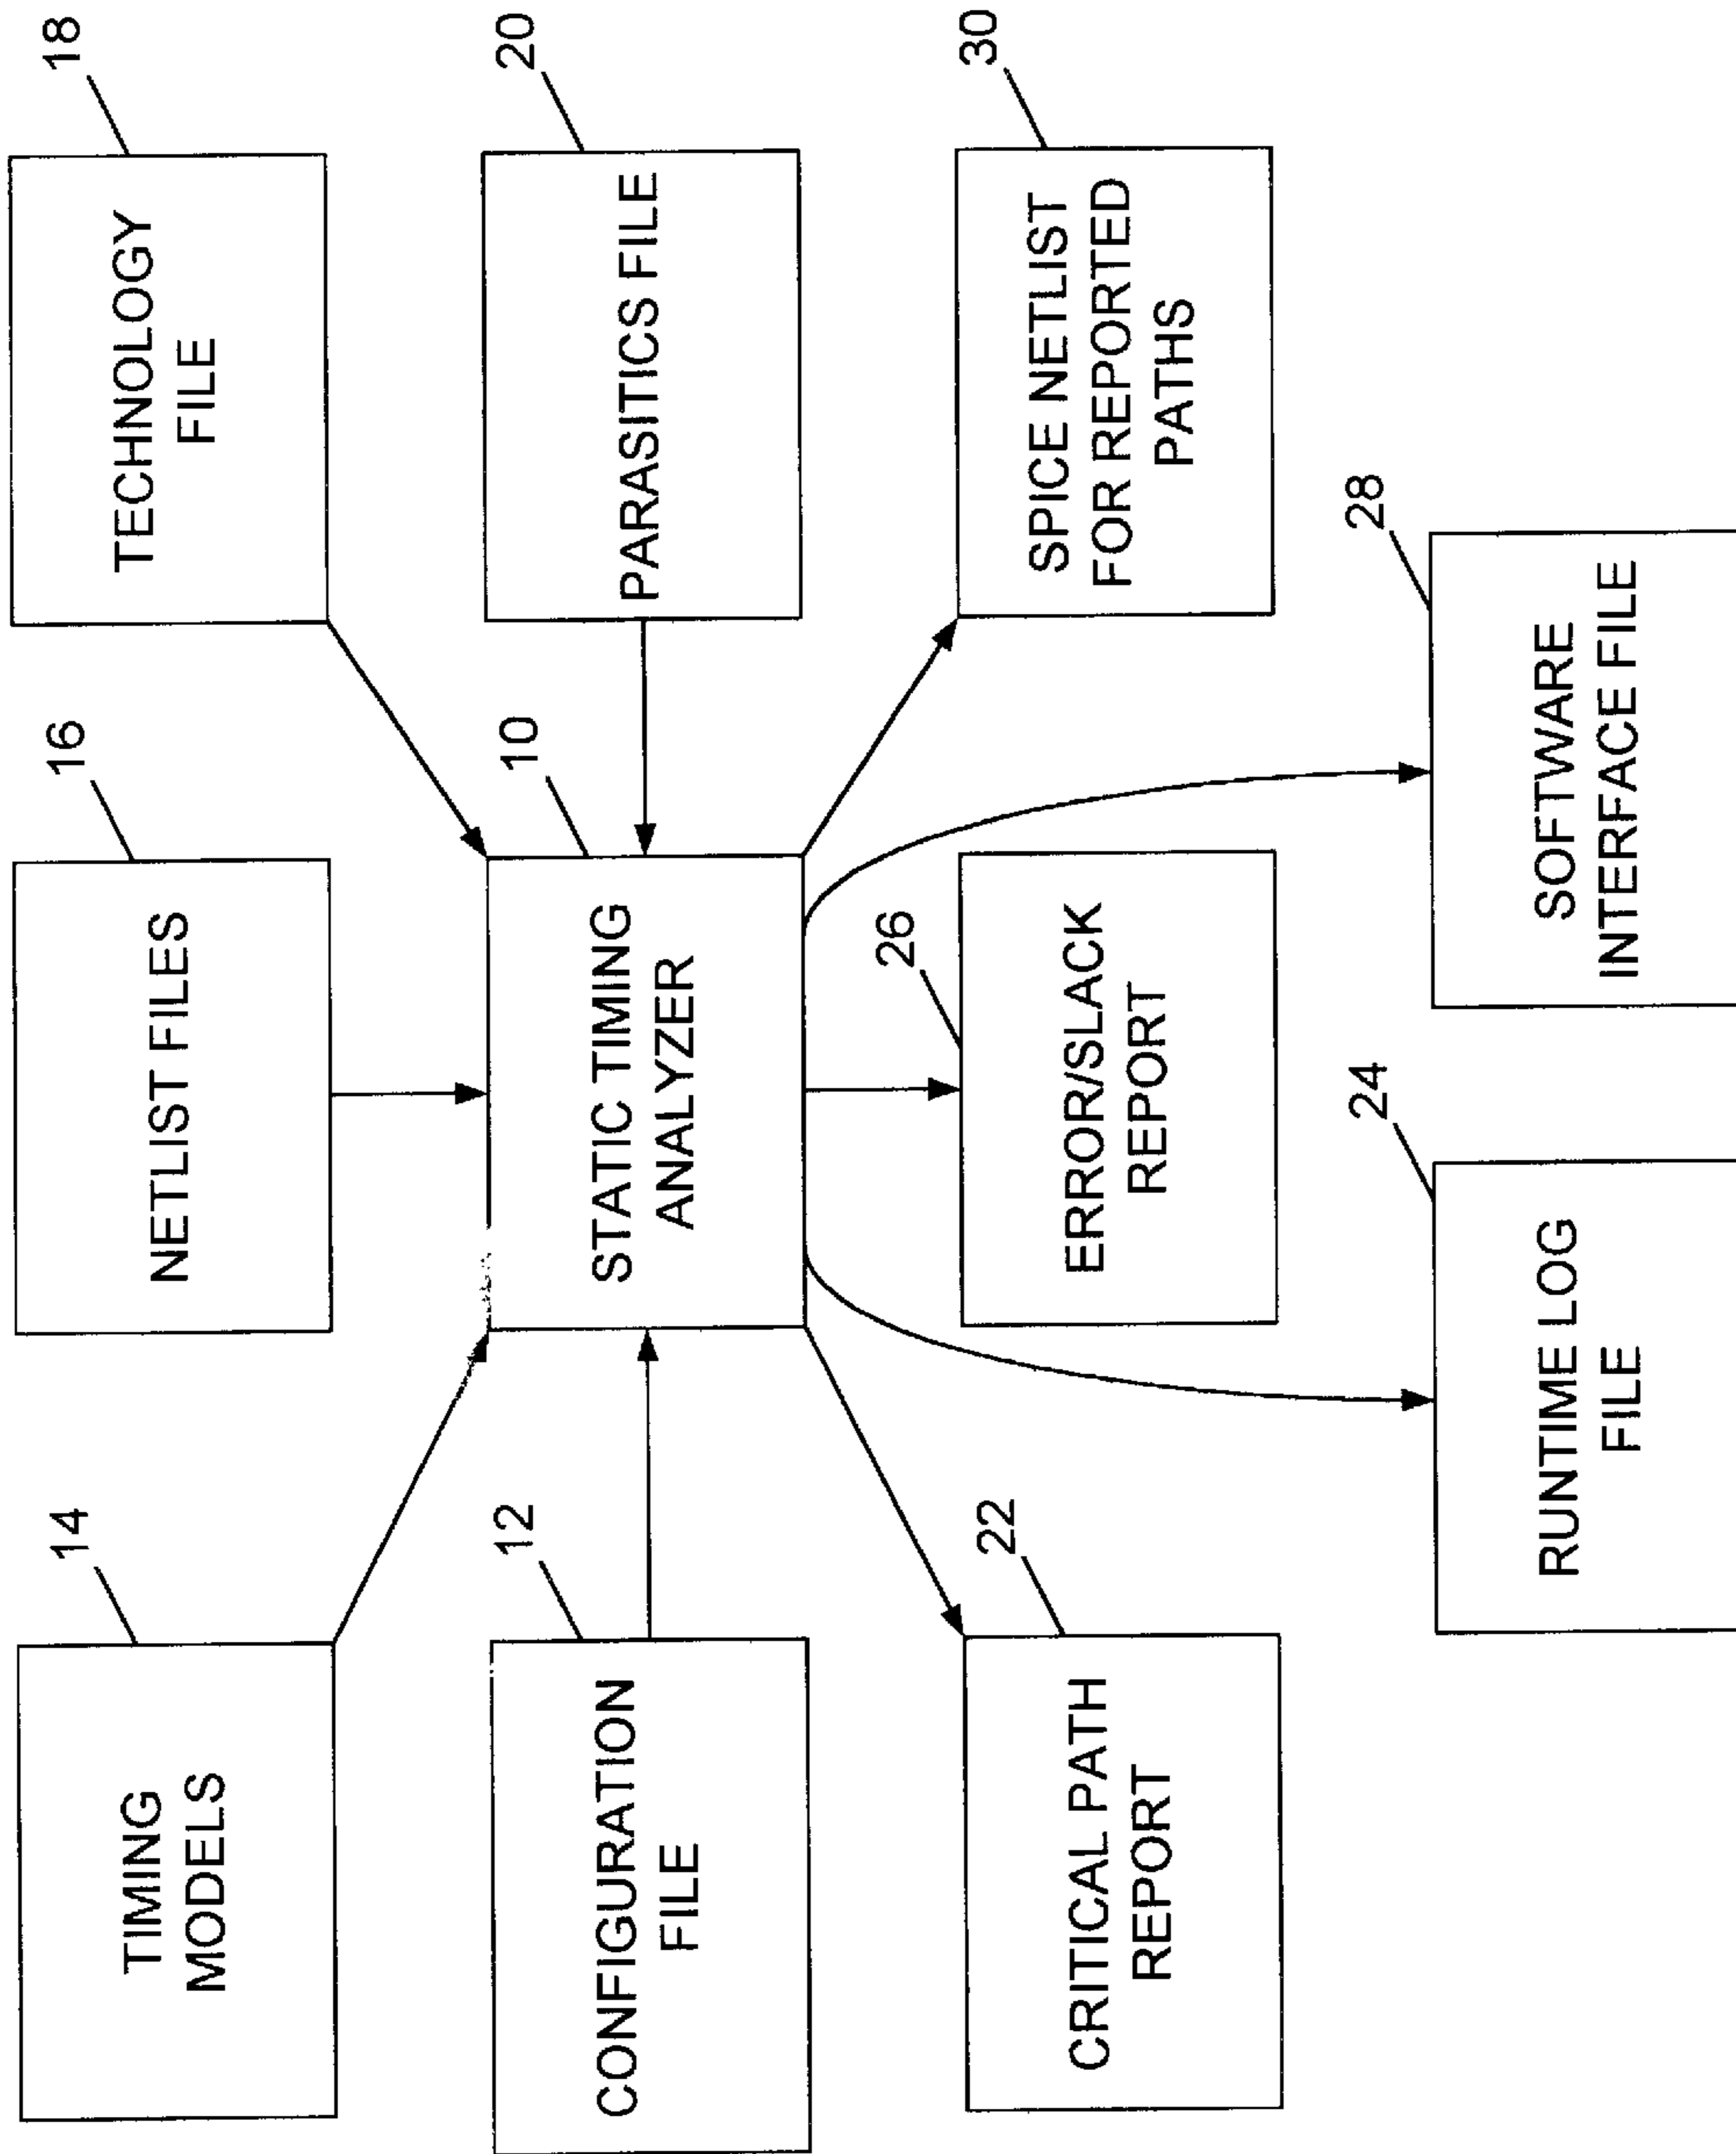 14
TIMING
MODELS
16
NETLIST FILES
18
TECHNOLOGY
FILE
12
CONFIGURATION
FILE
10
STATIC TIMING
ANALYZER
20
PARASITICS FILE
22
CRITICAL PATH
REPORT
26
ERROR/SLACK
REPORT
30
SPICE NETLIST
FOR REPORTED
PATHS
24
RUNTIME LOG
FILE
28
SOFTWARE
INTERFACE FILE